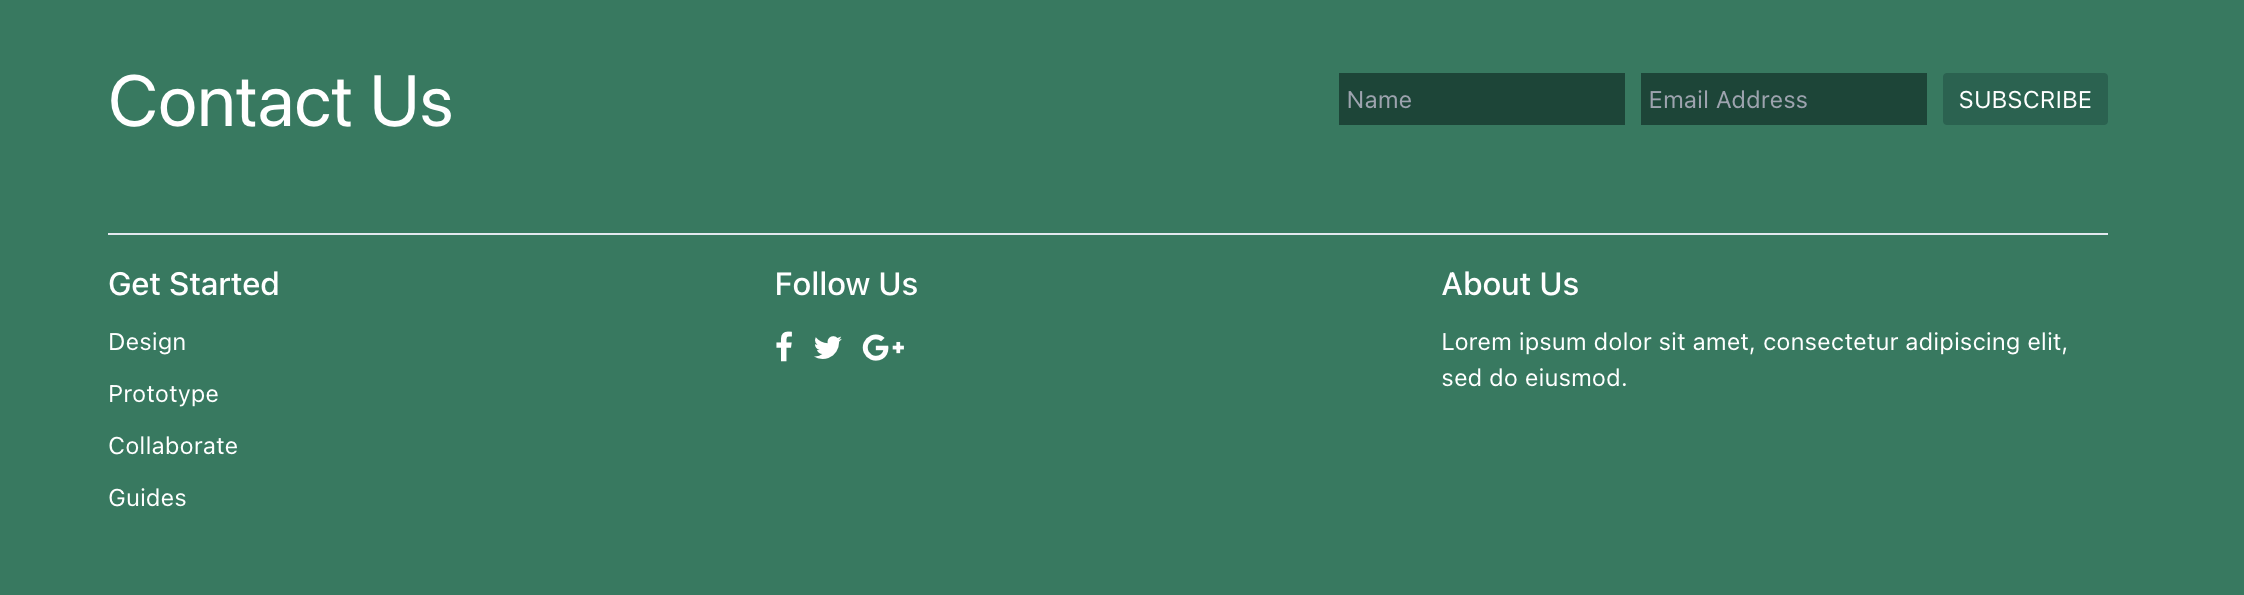 Contact Us
Name
Email Address
SUBSCRIBE
Get Started
Design
Prototype
Collaborate
Guides
Follow Us
About Us
Lorem ipsum dolor sit amet, consectetur adipiscing elit,
sed do eiusmod.